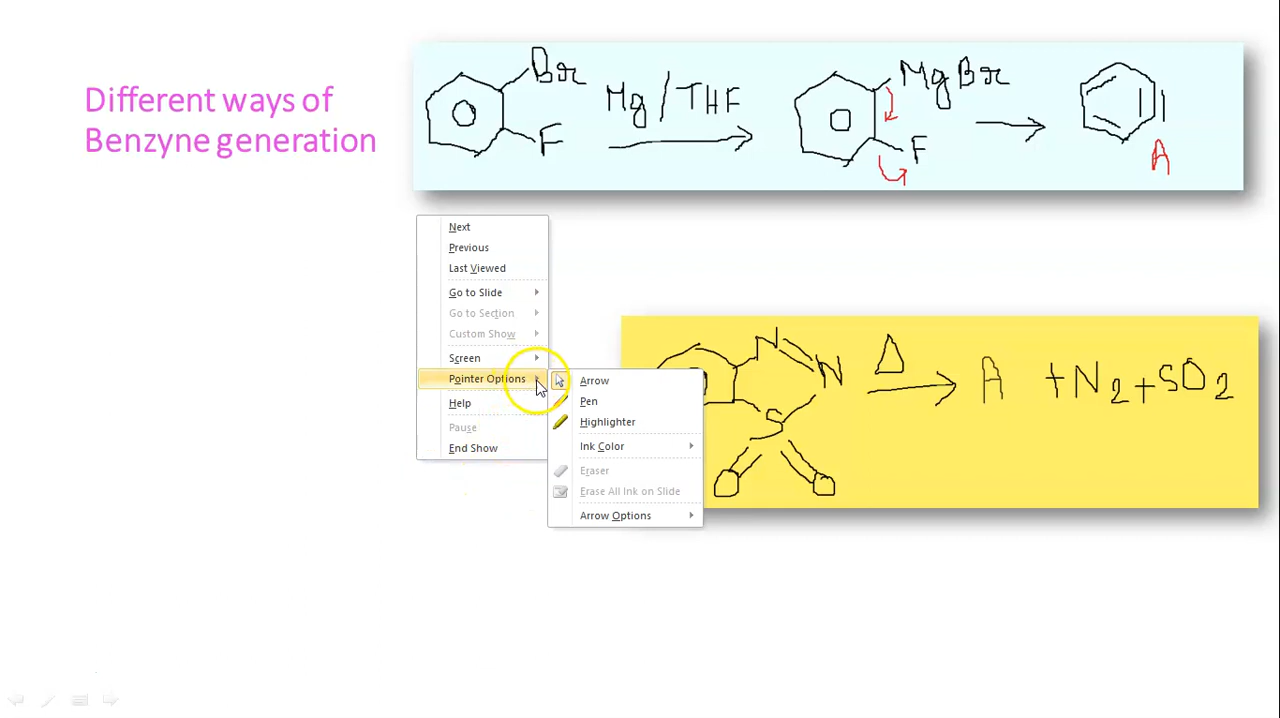 Different ways of
Benzyne generation
Br
F
Mg/THF
MgBr
F
A
Next
Previous
Last Viewed
Go to Slide
Go to Section
Custom Show
Screen
Pointer Options
Help
Pause
End Show
Arrow
Pen
Highlighter
Ink Color
Eraser
Erase All Ink on Slide
Arrow Options
N
N
S
O O
Δ
A +N2+SO2